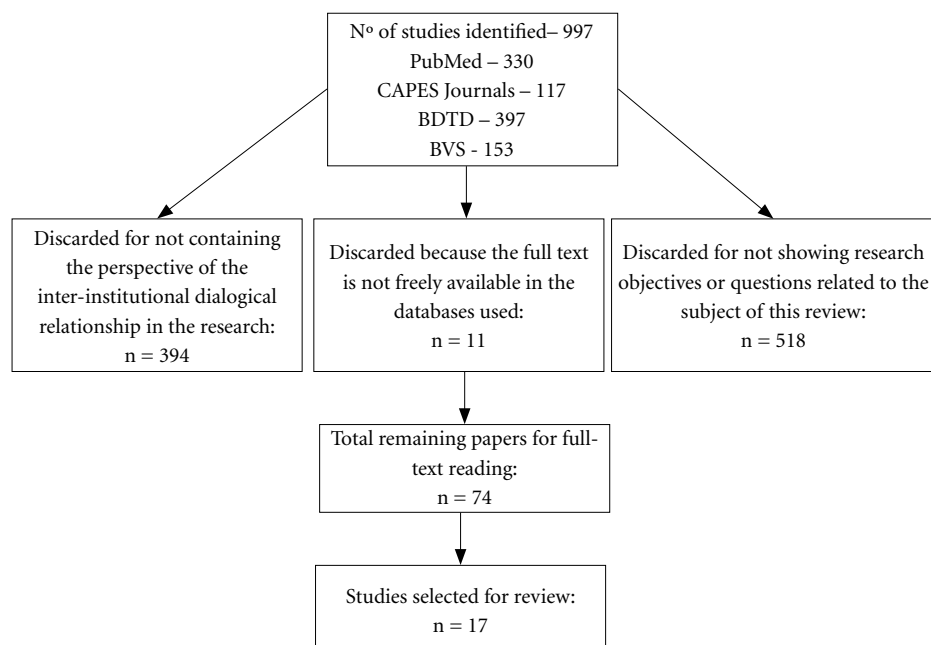 Nº of studies identified– 997
PubMed – 330
CAPES Journals – 117
BDTD – 397
BVS - 153
Discarded for not containing
the perspective of the
inter-institutional dialogical
relationship in the research:
n = 394
Discarded because the full text
is not freely available in the
databases used:
n = 11
Discarded for not showing research
objectives or questions related to the
subject of this review:
n = 518
Total remaining papers for full-
text reading:
n = 74
Studies selected for review:
n = 17